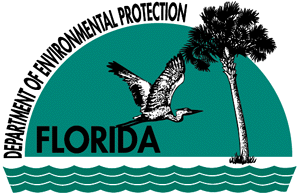 DEPARTMENT OF ENVIRONMENTAL PROTECTION
FLORIDA